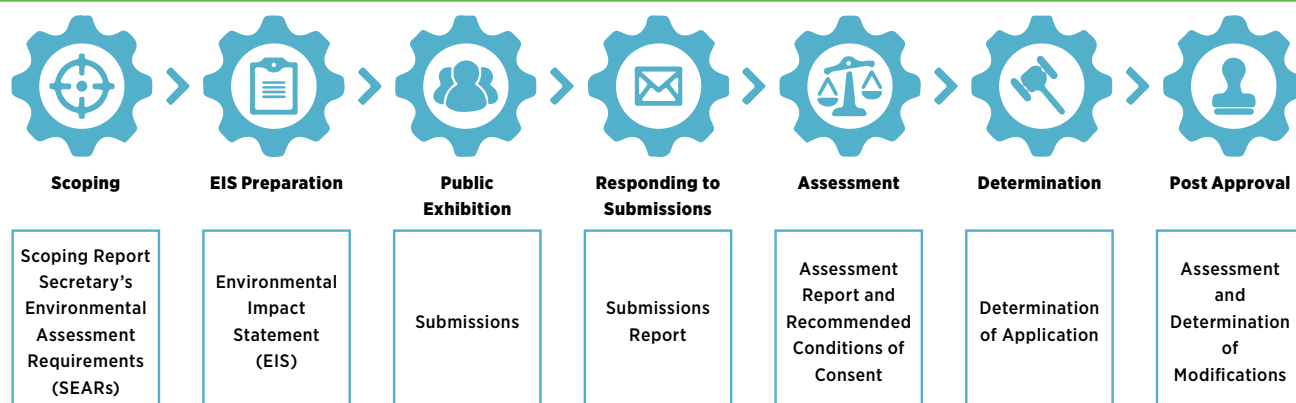 Scoping
EIS Preparation
Public
Exhibition
Responding to
Submissions
Assessment
Determination
Post Approval
Scoping Report
Secretary's
Environmental
Assessment
Requirements
(SEARs)
Environmental
Impact
Statement
(EIS)
Submissions
Submissions
Report
Assessment
Report and
Recommended
Conditions of
Consent
Determination
of Application
Assessment
and
Determination
of
Modifications